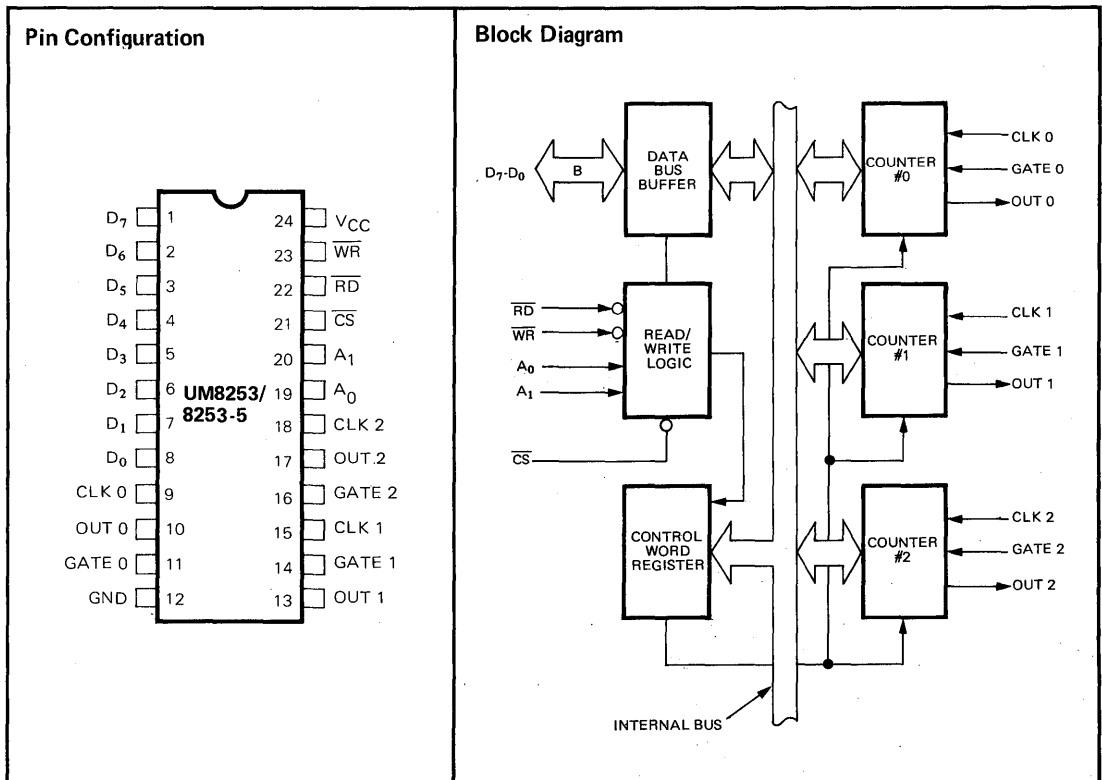 Pin Configuration
D7 1
D6 2
D5 3
D4 4
D3 5
D2 6
D1 7
D0 8
CLK 0 9
OUT 0 10
GATE 0 11
GND 12
UM8253/
8253-5
24 VCC
23 WR
22 RD
21 CS
20 A1
19 A0
18 CLK 2
17 OUT.2
16 GATE 2
15 CLK 1
14 GATE 1
13 OUT 1
Block Diagram
D7-D0
B
DATA
BUS
BUFFER
RD
WR
A0
A1
CS
READ/
WRITE
LOGIC
CONTROL
WORD
REGISTER
COUNTER
#0
CLK 0
GATE 0
OUT 0
COUNTER
#1
CLK 1
GATE 1
OUT 1
COUNTER
#2
CLK 2
GATE 2
OUT 2
INTERNAL BUS